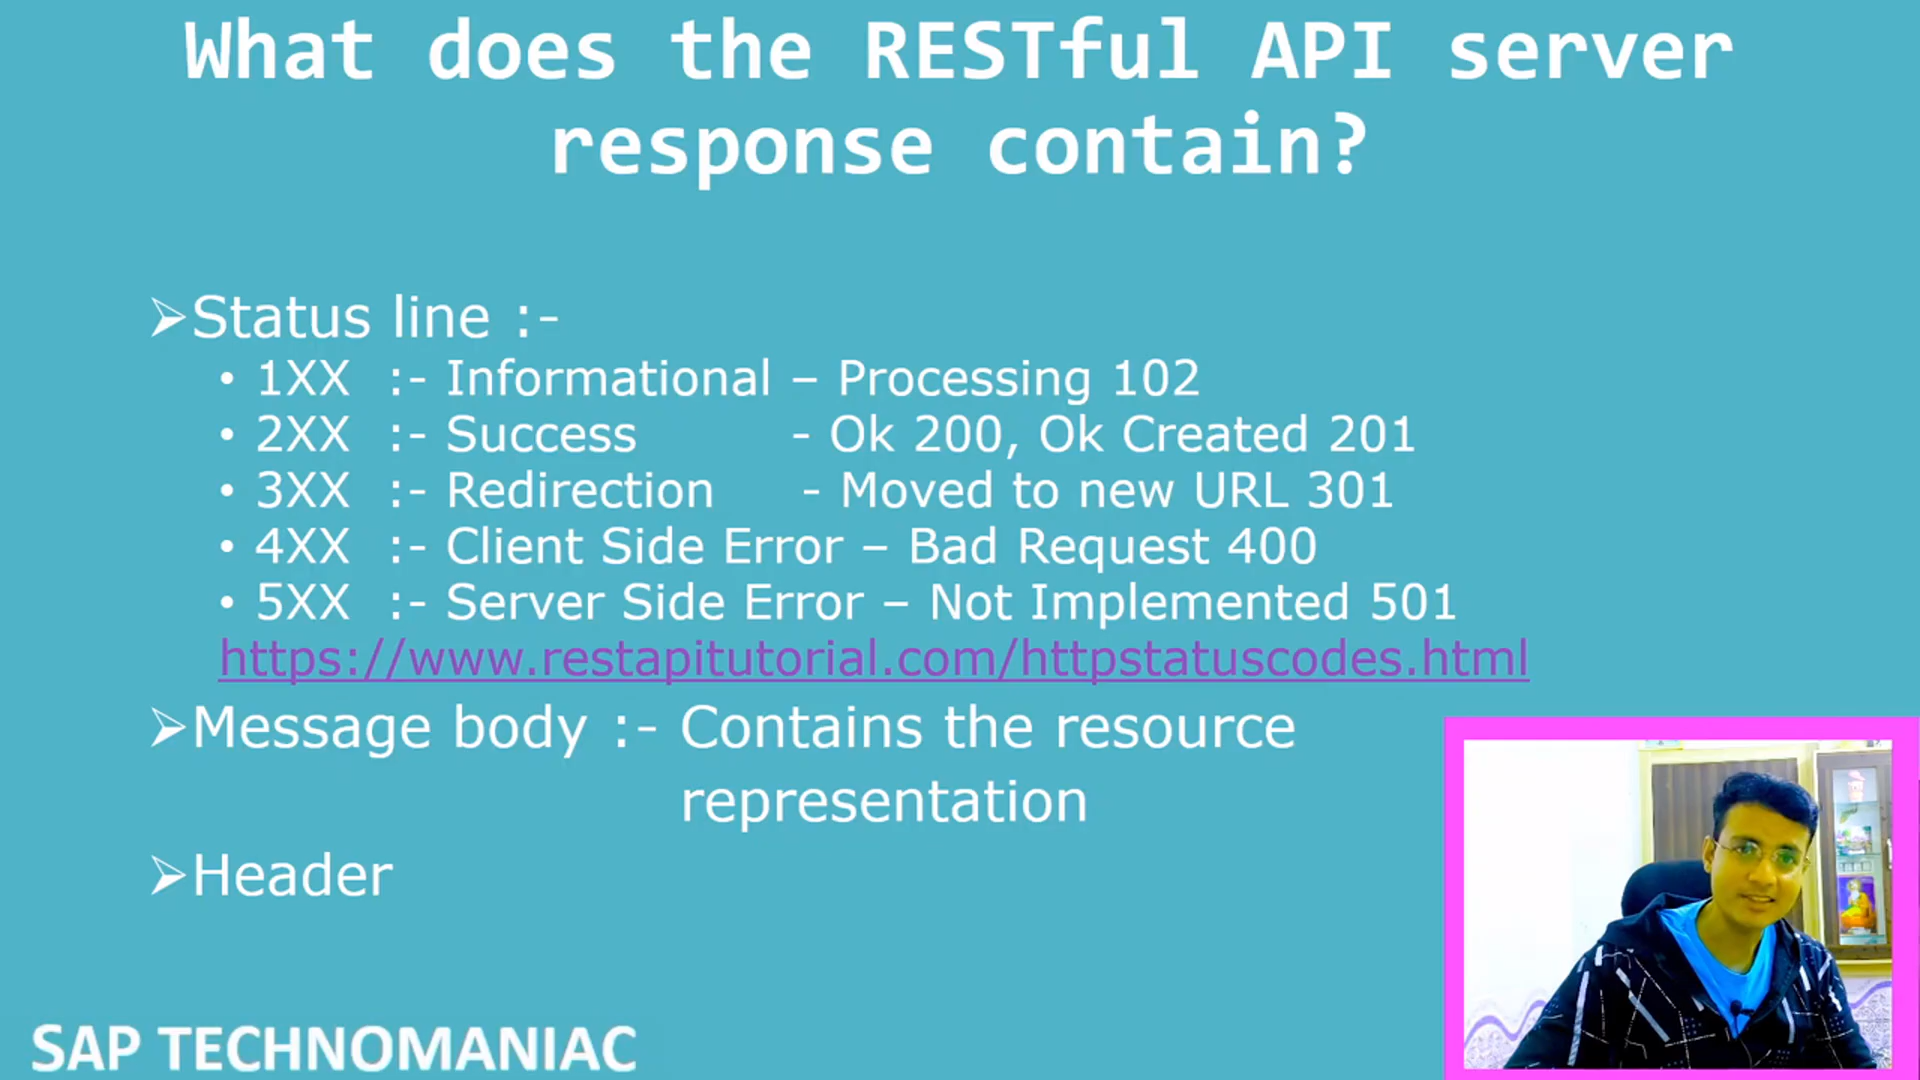 What does the RESTful API server
response contain?
➢Status line :-
• 1XX :- Informational – Processing 102
• 2XX :- Success - Ok 200, Ok Created 201
• 3XX :- Redirection - Moved to new URL 301
• 4XX :- Client Side Error – Bad Request 400
• 5XX :- Server Side Error – Not Implemented 501
https://www.restapitutorial.com/httpstatuscodes.html
➢Message body :- Contains the resource
representation
➢Header
SAP TECHNOMANIAC